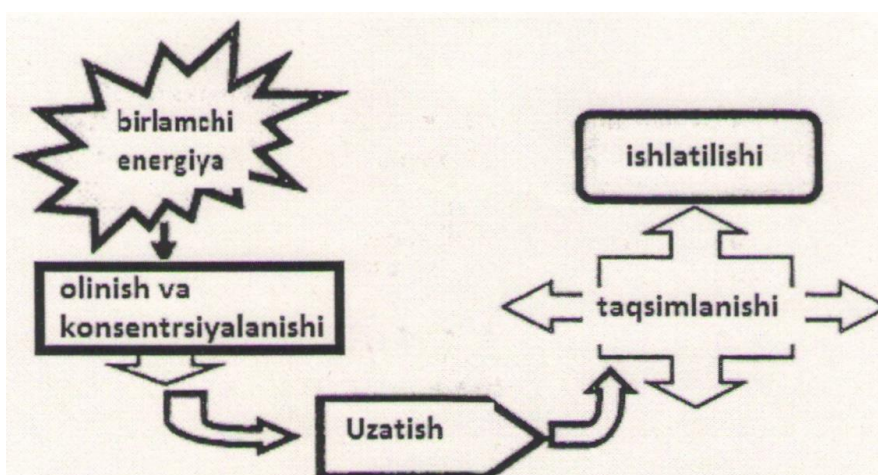 birlamchi
energiya
olinish va
konsentrsiyalanishi
Uzatish
taqsimlanishi
ishlatilishi